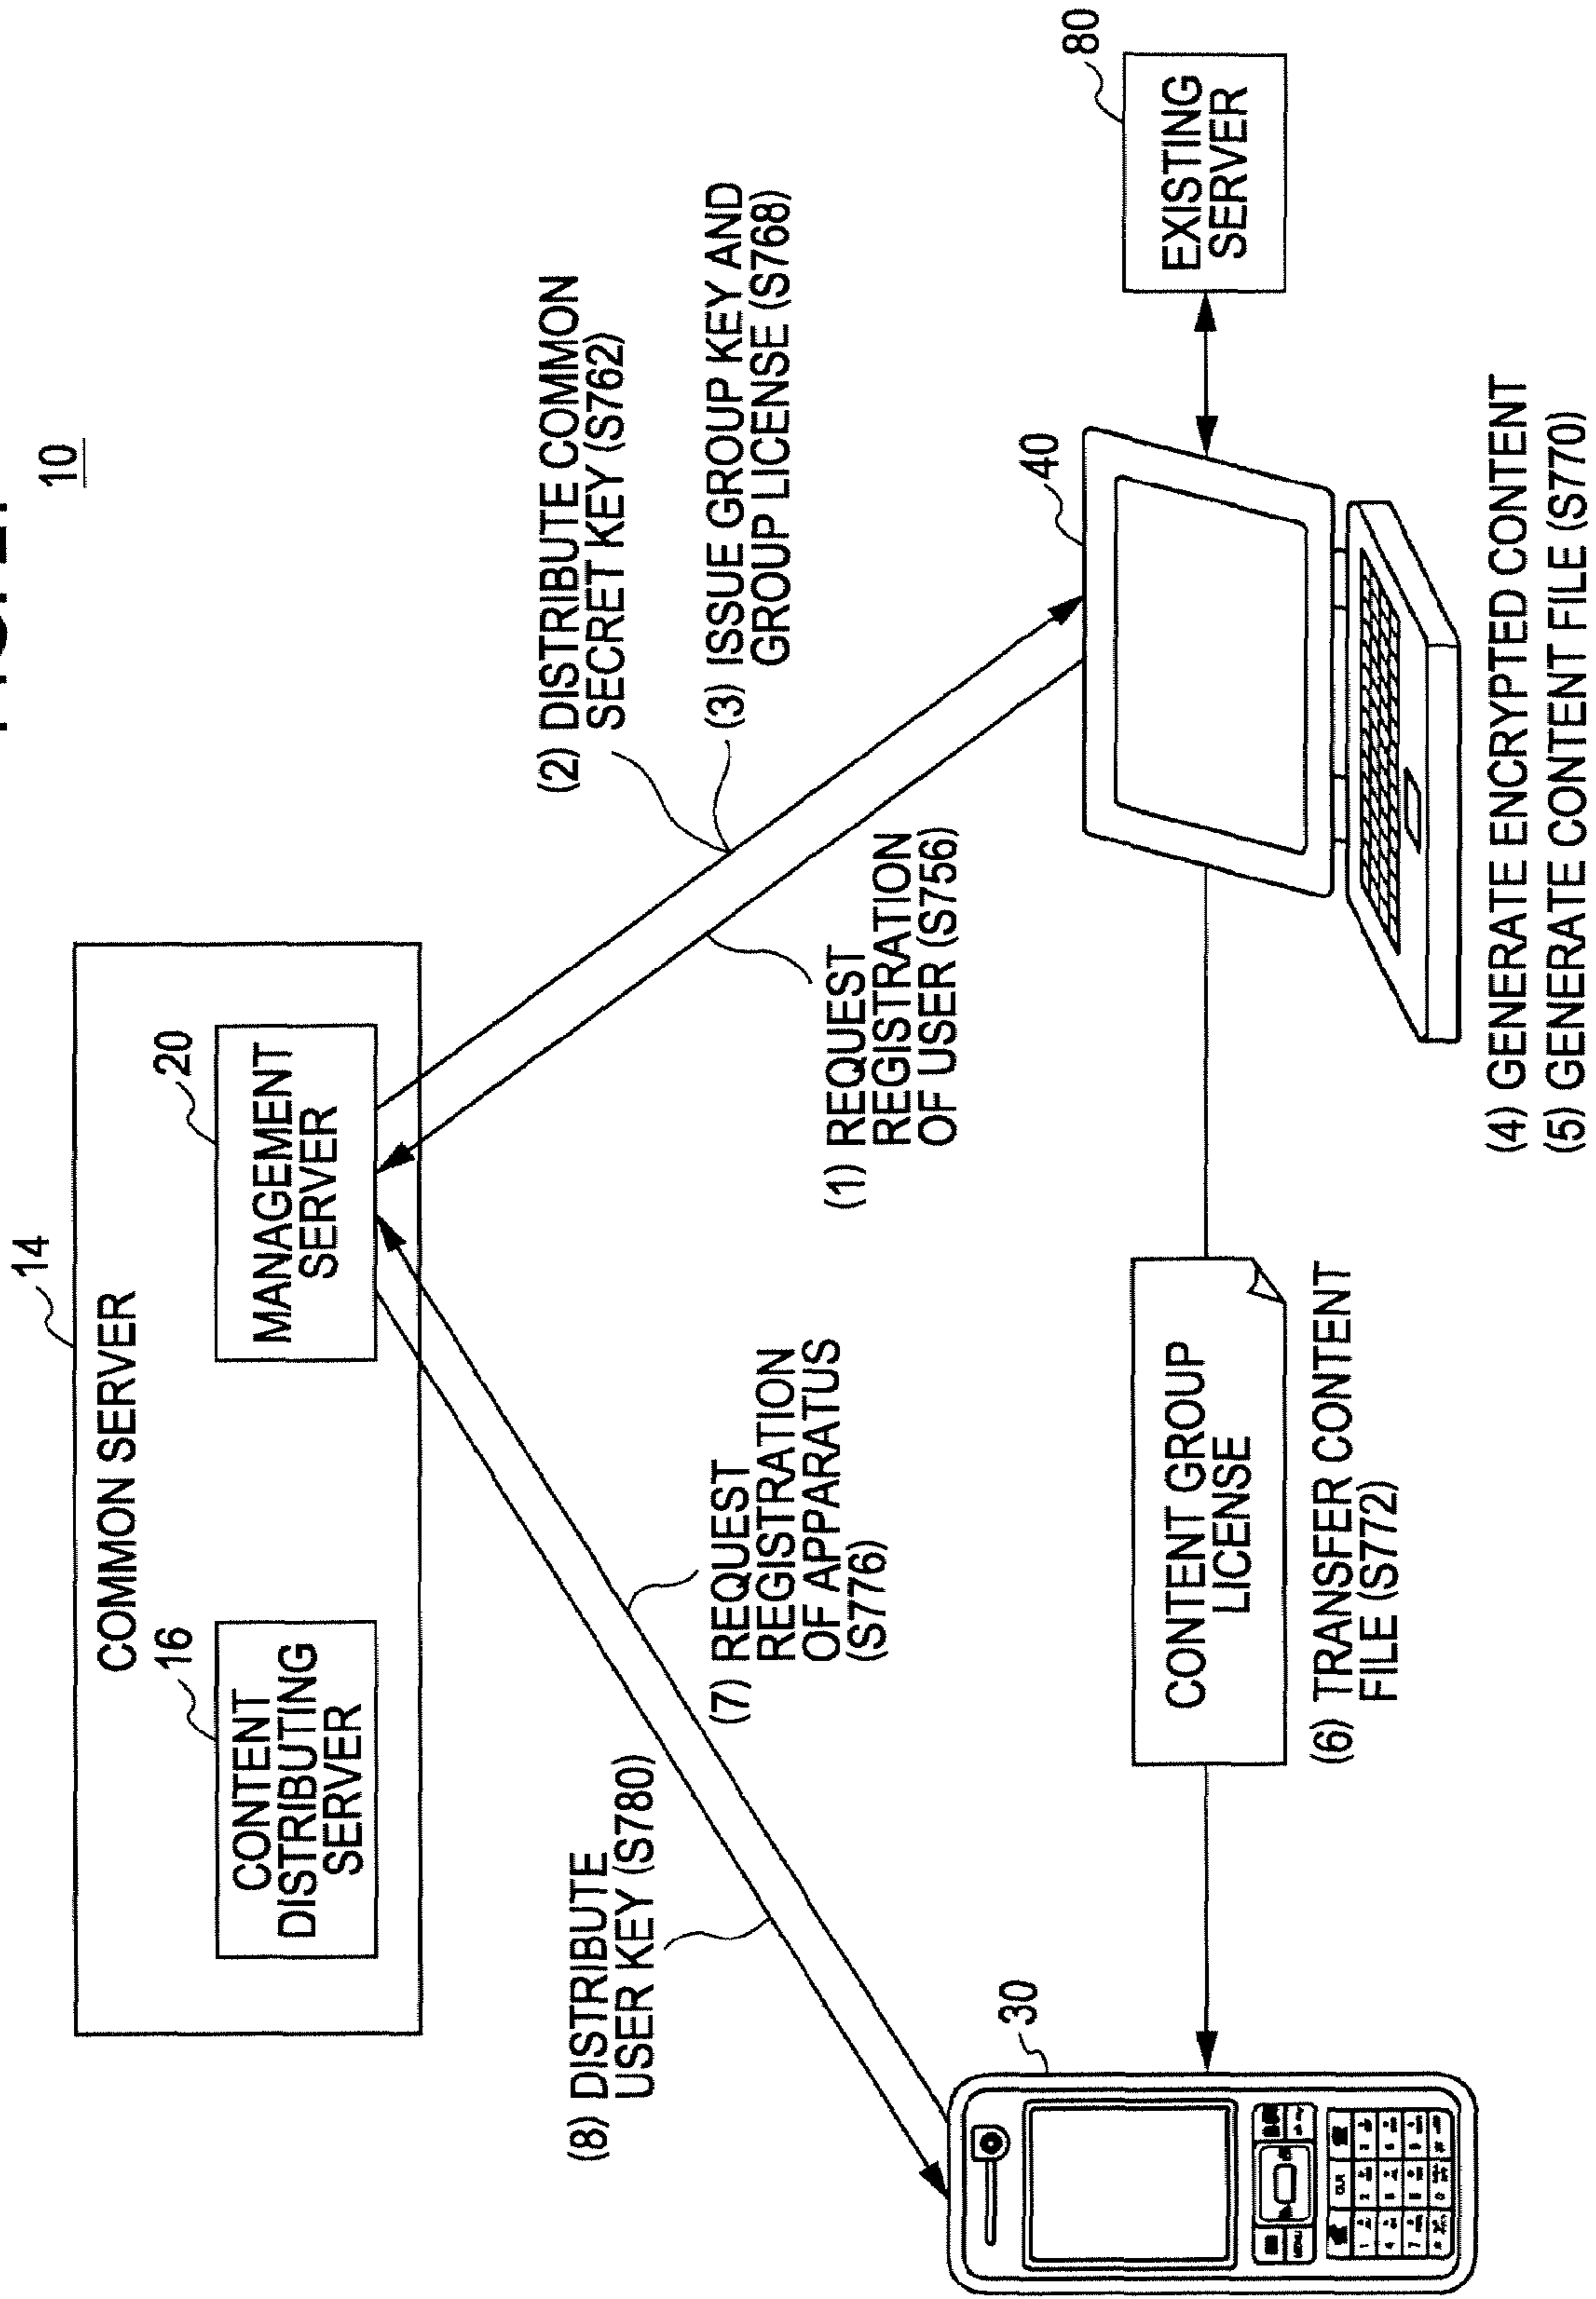 10
14
COMMON SERVER
16
CONTENT
DISTRIBUTING
SERVER
20
MANAGEMENT
SERVER
(8) DISTRIBUTE
USER KEY (S780)
(7) REQUEST
REGISTRATION
OF APPARATUS
(S776)
(2) DISTRIBUTE COMMON
SECRET KEY (S762)
(3) ISSUE GROUP KEY AND
GROUP LICENSE (S768)
(1) REQUEST
REGISTRATION
OF USER (S756)
30
40
80
EXISTING
SERVER
CONTENT GROUP
LICENSE
(6) TRANSFER CONTENT
FILE (S772)
(4) GENERATE ENCRYPTED CONTENT
(5) GENERATE CONTENT FILE (S770)